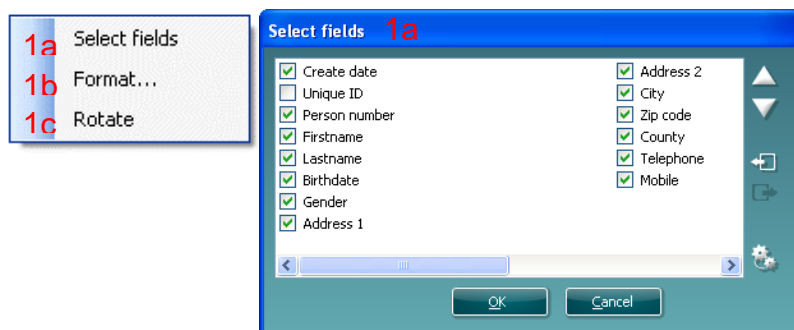 1a Select fields
1b Format...
1c Rotate
Select fields 1a
Create date
Unique ID
Person number
Firstname
Lastname
Birthdate
Gender
Address 1
Address 2
City
Zip code
County
Telephone
Mobile
OK
Cancel